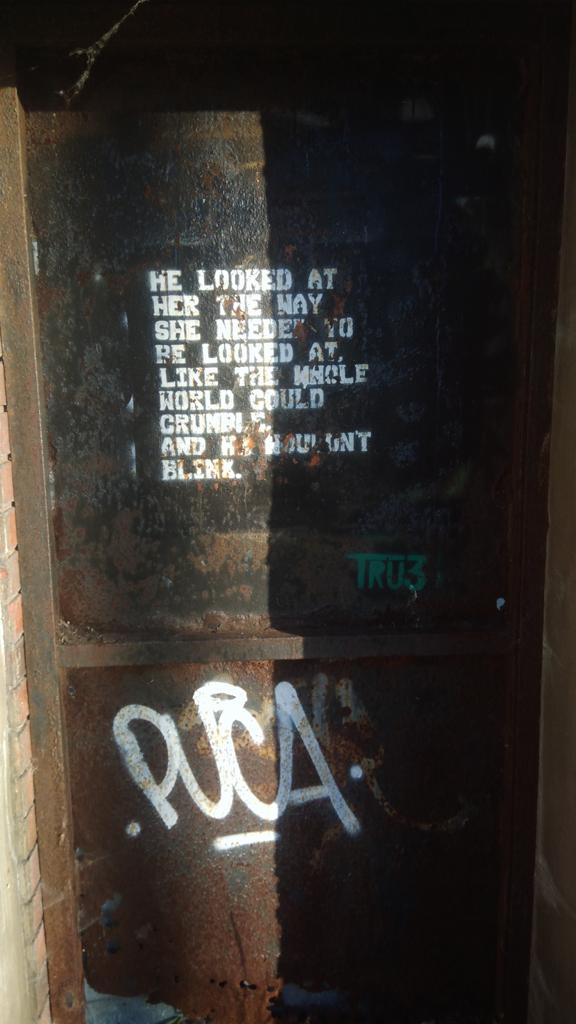 HE LOOKED AT
HER THE WAY
SHE NEEDED TO
BE LOOKED AT,
LIKE THE WHOLE
WORLD COULD
CRUMBLE,
AND HE WOULDNT
BLINK.
TRU3
PUCA